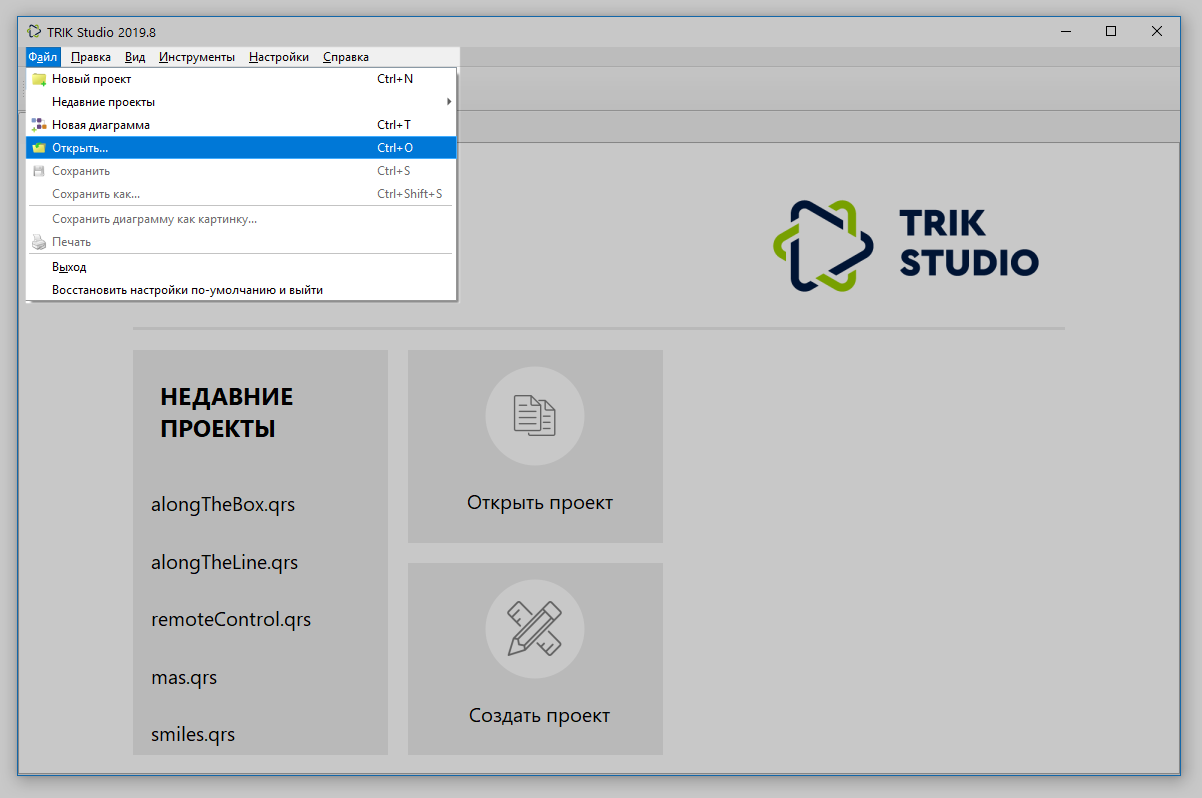 TRIK Studio 2019.8
Файл Правка Вид Инструменты Настройки Справка
Новый проект Ctrl+N
Недавние проекты
Новая диаграмма Ctrl+T
Открыть... Ctrl+O
Сохранить Ctrl+S
Сохранить как... Ctrl+Shift+S
Сохранить диаграмму как картинку...
Печать
Выход
Восстановить настройки по-умолчанию и выйти
TRIK
STUDIO
НЕДАВНИЕ
ПРОЕКТЫ
alongTheBox.qrs
alongTheLine.qrs
remoteControl.qrs
mas.qrs
smiles.qrs
Открыть проект
Создать проект